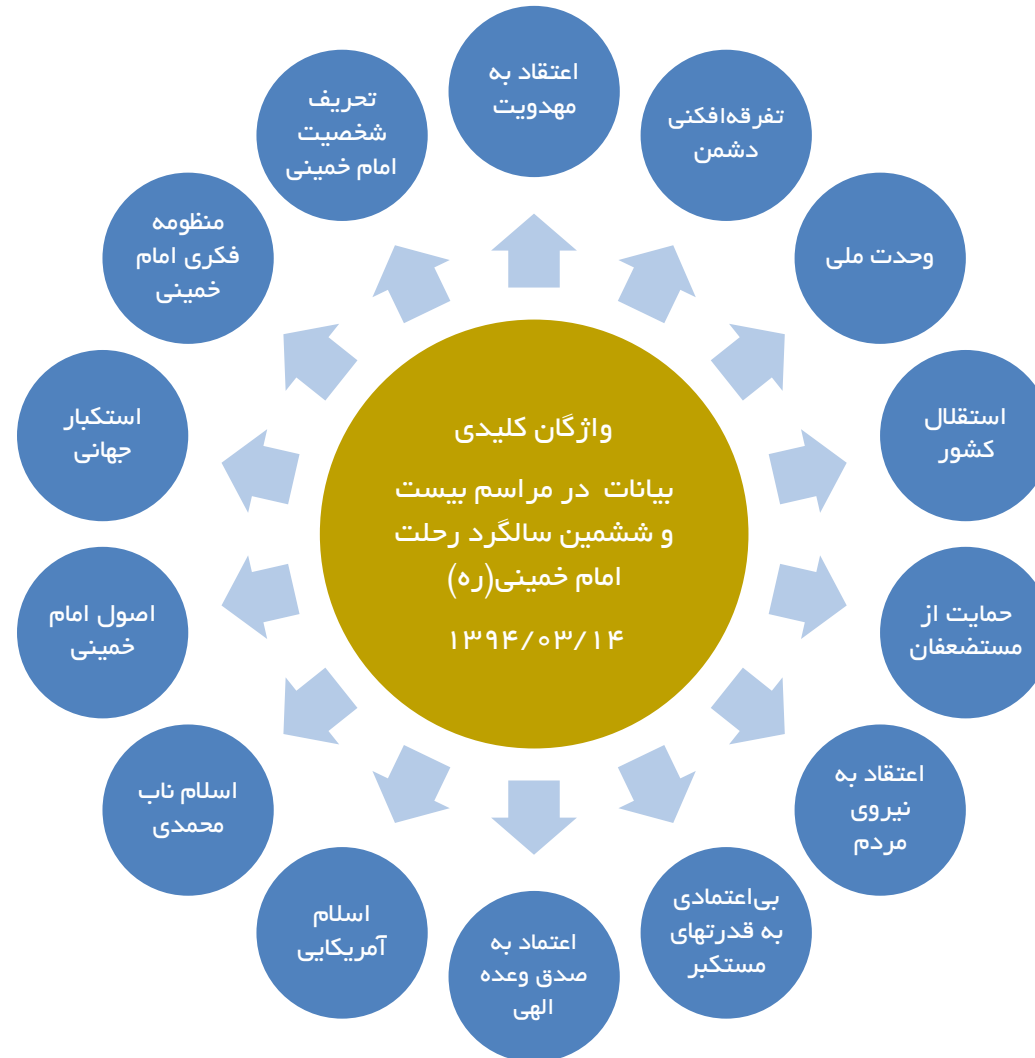 واژگان کلیدی
بیانات در مراسم بیست
و ششمین سالگرد رحلت
امام خمینی(ره)
۱۳۹۴/۰۳/۱۴
اعتقاد به
مهدویت
تفرقه‌افکنی
دشمن
وحدت ملی
استقلال
کشور
حمایت از
مستضعفان
اعتقاد به
نیروی
مردم
بی‌اعتمادی
به قدرتهای
مستکبر
اعتماد به
صدق وعده
الهی
اسلام
آمریکایی
اسلام ناب
محمدی
اصول امام
خمینی
استکبار
جهانی
منظومه
فکری امام
خمینی
تحریف
شخصیت
امام خمینی